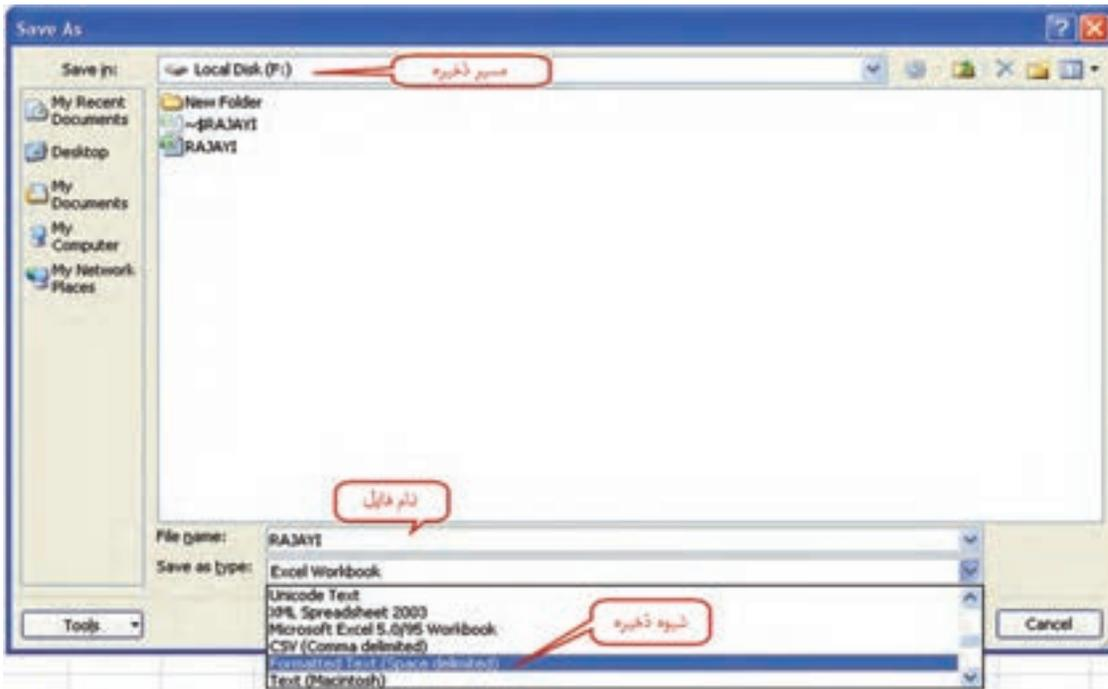 Save As
Save in:
Local Disk (F:)
مسیر ذخیره
My Recent Documents
Desktop
My Documents
My Computer
My Network Places
New Folder
~$RAJAYI
RAJAYI
نام فایل
File name:
RAJAYI
Save as type:
Excel Workbook
Unicode Text
XML Spreadsheet 2003
Microsoft Excel 5.0/95 Workbook
CSV (Comma delimited)
Formatted Text (Space delimited)
Text (Macintosh)
شیوه ذخیره
Tools
Cancel